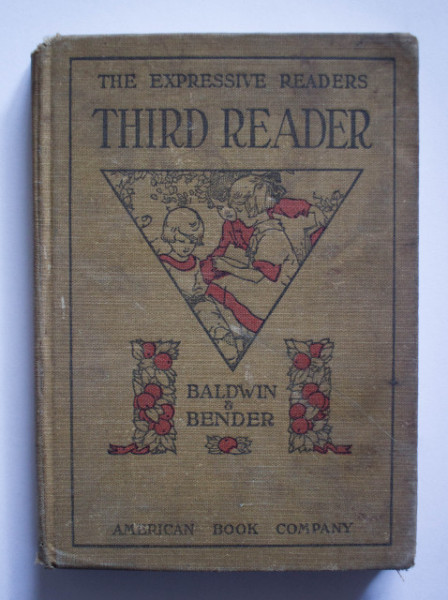 THE EXPRESSIVE READERS
THIRD READER
BALDWIN
&
BENDER
AMERICAN BOOK COMPANY